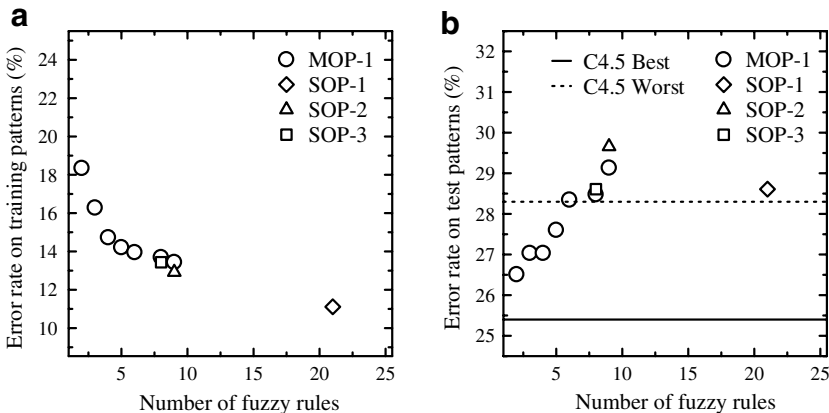 a
Error rate on training patterns (%)
24
22
20
18
16
14
12
10
5
10
15
20
25
Number of fuzzy rules
MOP-1
SOP-1
SOP-2
SOP-3
b
Error rate on test patterns (%)
32
31
30
29
28
27
26
25
5
10
15
20
25
Number of fuzzy rules
C4.5 Best
C4.5 Worst
MOP-1
SOP-1
SOP-2
SOP-3